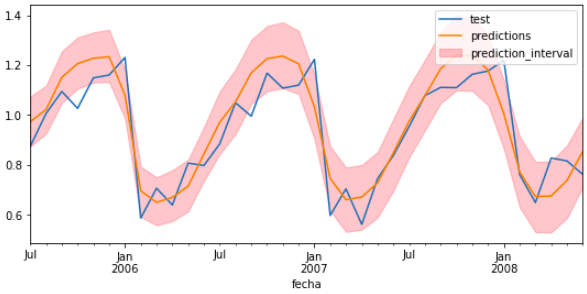 1.4
1.2
1.0
0.8
0.6
test
predictions
prediction_interval
Jul Jan Jul Jan Jul Jan
2006 2007 2008
fecha